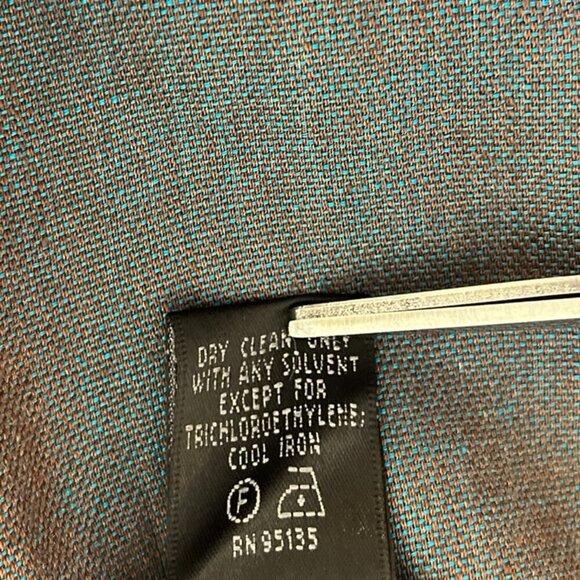 DRY CLEAN ONLY
WITH ANY SOLVENT
EXCEPT FOR
TRICHLOROETHYLENE;
COOL IRON
F
RN 95135